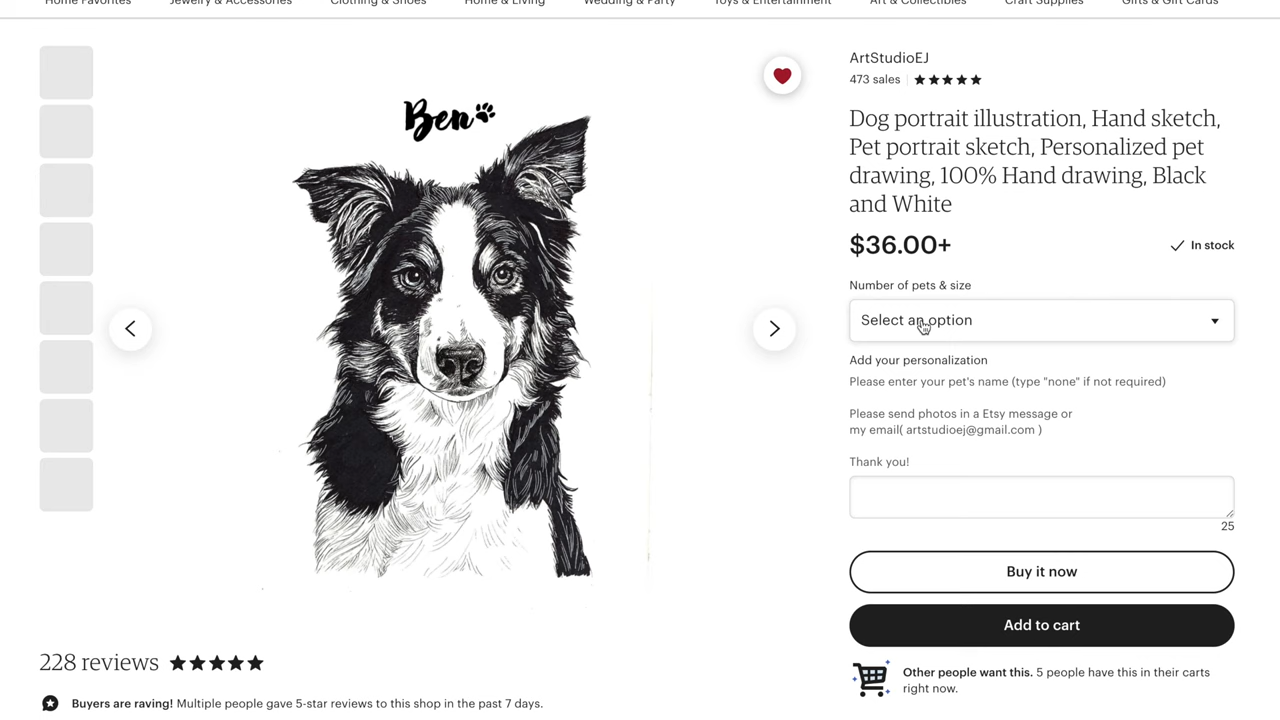 Home Favorites Jewelry & Accessories Clothing & Shoes Home & Living Wedding & Party Toys & Entertainment Art & Collectibles Craft Supplies Gifts & Gift Cards
Ben
ArtStudioEJ
473 sales
Dog portrait illustration, Hand sketch,
Pet portrait sketch, Personalized pet
drawing, 100% Hand drawing, Black
and White
$36.00+
In stock
Number of pets & size
Select an option
Add your personalization
Please enter your pet's name (type "none" if not required)
Please send photos in a Etsy message or
my email( artstudioej@gmail.com )
Thank you!
25
Buy it now
Add to cart
Other people want this. 5 people have this in their carts
right now.
228 reviews
Buyers are raving! Multiple people gave 5-star reviews to this shop in the past 7 days.